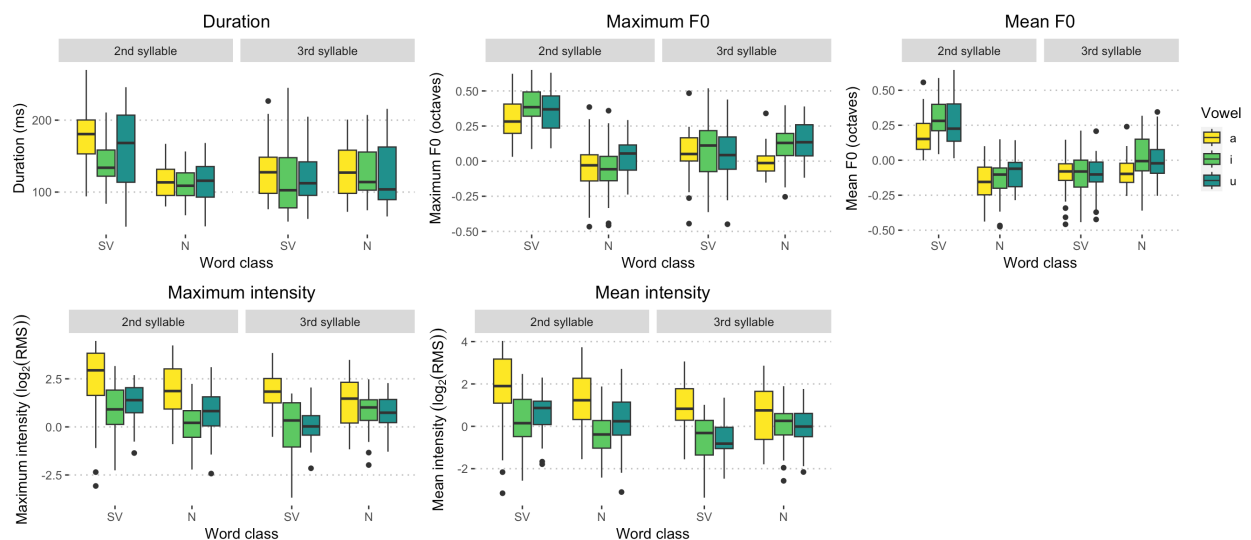 Duration
2nd syllable 3rd syllable
Duration (ms)
200
100
SV N SV N
Word class
Maximum F0
2nd syllable 3rd syllable
Maximum F0 (octaves)
0.50
0.25
0.00
-0.25
-0.50
SV N SV N
Word class
Mean F0
2nd syllable 3rd syllable
Mean F0 (octaves)
0.50
0.00
-0.50
SV N SV N
Word class
Vowel
a
i
u
Maximum intensity
2nd syllable 3rd syllable
Maximum intensity (log₂(RMS))
2.5
0.0
-2.5
SV N SV N
Word class
Mean intensity
2nd syllable 3rd syllable
Mean intensity (log₂(RMS))
4
2
0
-2
SV N SV N
Word class